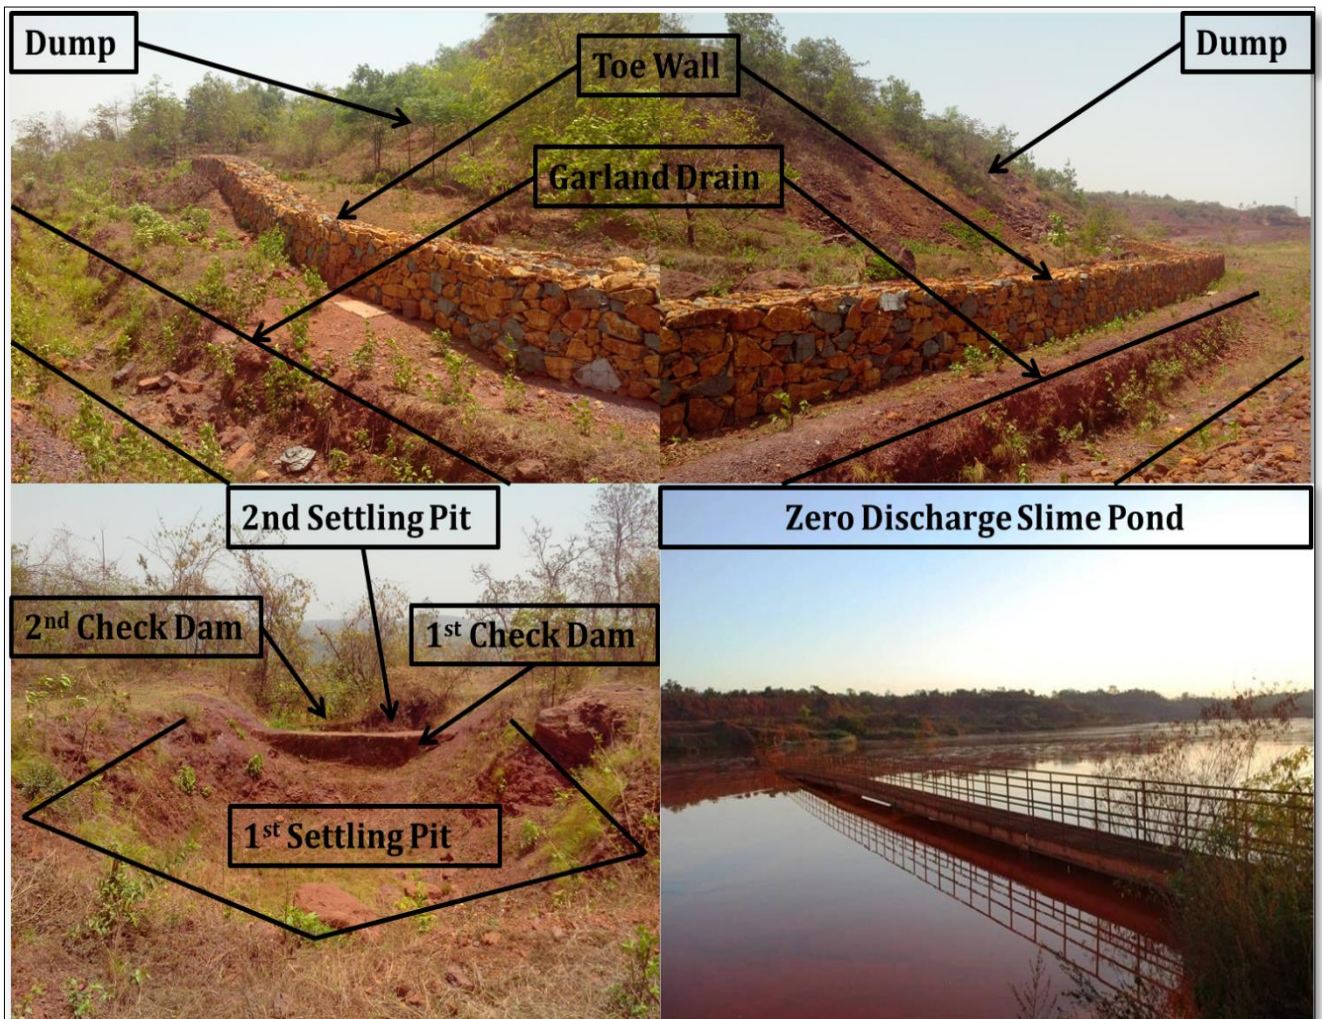 Dump
Toe Wall
Dump
Garland Drain
2nd Settling Pit
Zero Discharge Slime Pond
2nd Check Dam
1st Check Dam
1st Settling Pit